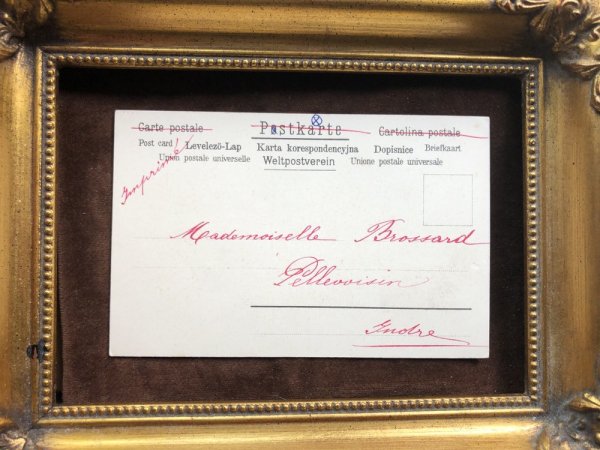 Carte postale Postkarte Cartolina postale
Post card Levelező-Lap Karta korespondencyjna Dopisnice Briefkaart
Union postale universelle Weltpostverein Unione postale universale
Imprimé
Mademoiselle Brossard
Pellevoisin
Indre